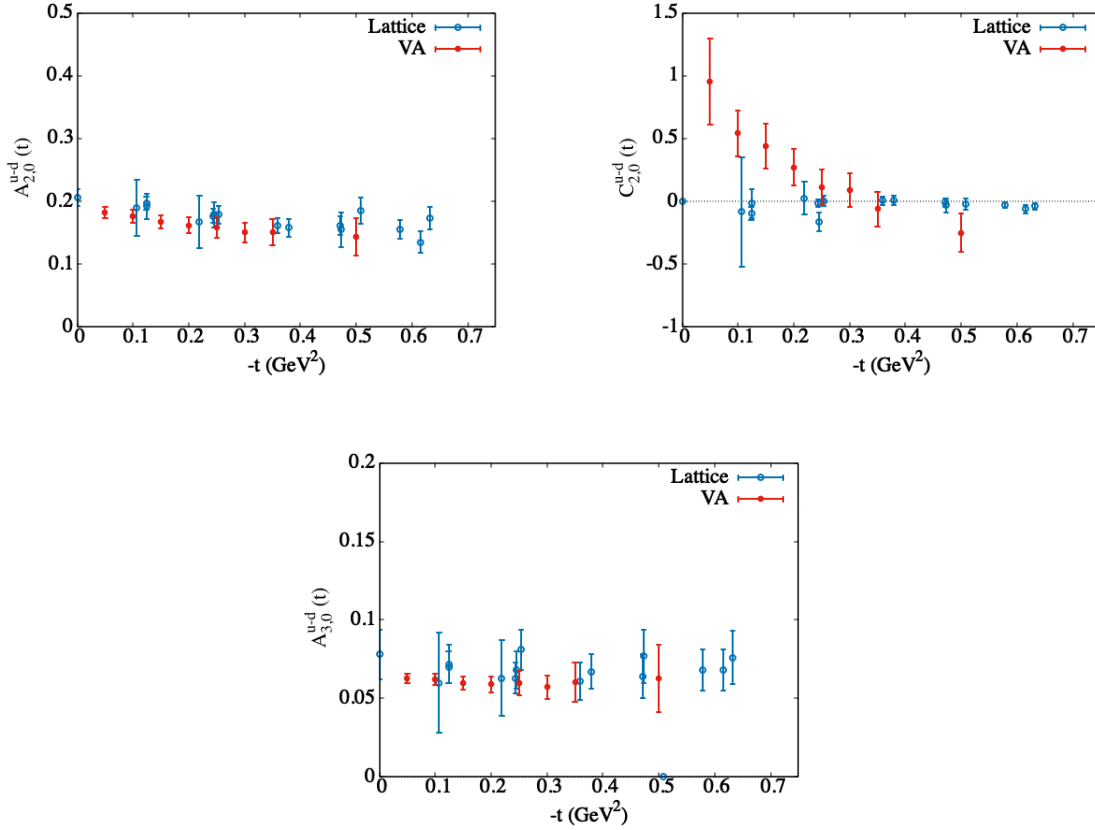 0.5
0.4
0.3
0.2
0.1
0
A_{2,0}^{u-d} (t)
Lattice
VA
0 0.1 0.2 0.3 0.4 0.5 0.6 0.7
-t (GeV^2)
1.5
1
0.5
0
-0.5
-1
C_{2,0}^{u-d} (t)
Lattice
VA
0 0.1 0.2 0.3 0.4 0.5 0.6 0.7
-t (GeV^2)
0.2
0.15
0.1
0.05
0
A_{3,0}^{u-d} (t)
Lattice
VA
0 0.1 0.2 0.3 0.4 0.5 0.6 0.7
-t (GeV^2)